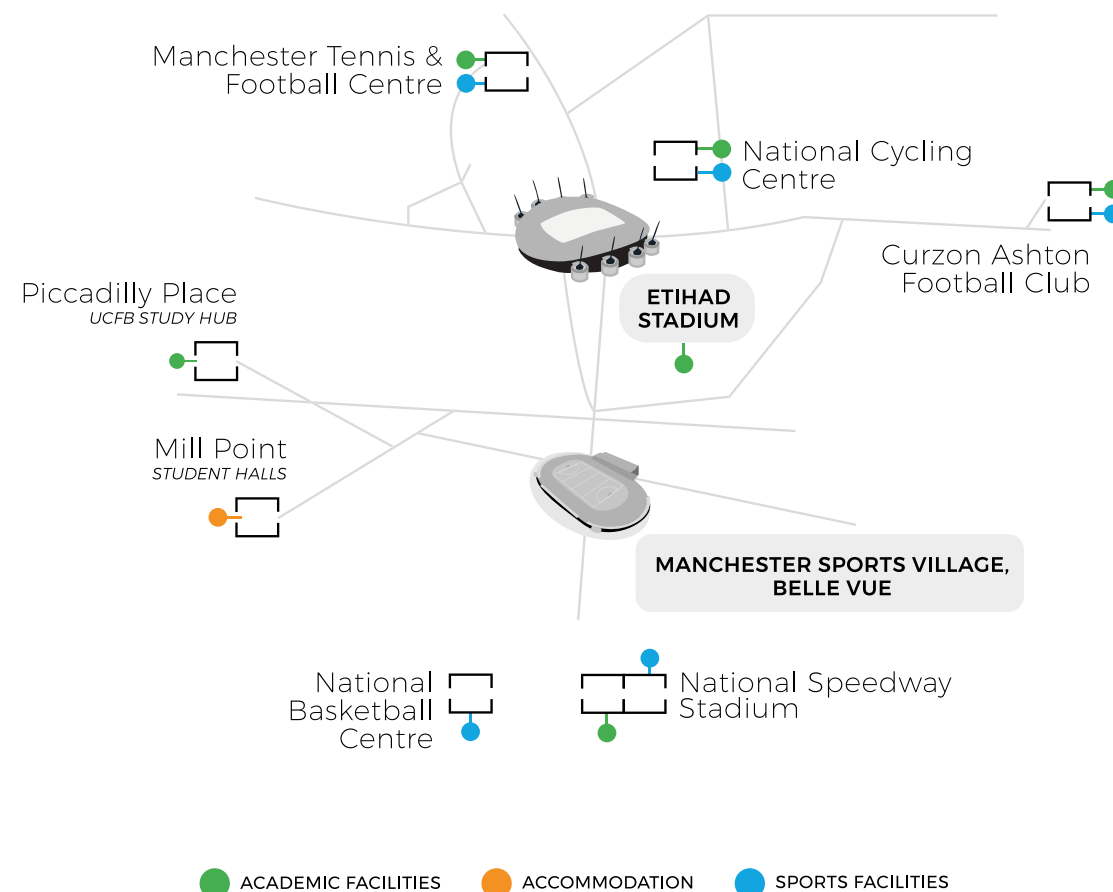 Manchester Tennis &
Football Centre
National Cycling
Centre
Curzon Ashton
Football Club
Piccadilly Place
UCFB STUDY HUB
ETIHAD
STADIUM
Mill Point
STUDENT HALLS
MANCHESTER SPORTS VILLAGE,
BELLE VUE
National
Basketball
Centre
National Speedway
Stadium
ACADEMIC FACILITIES
ACCOMMODATION
SPORTS FACILITIES